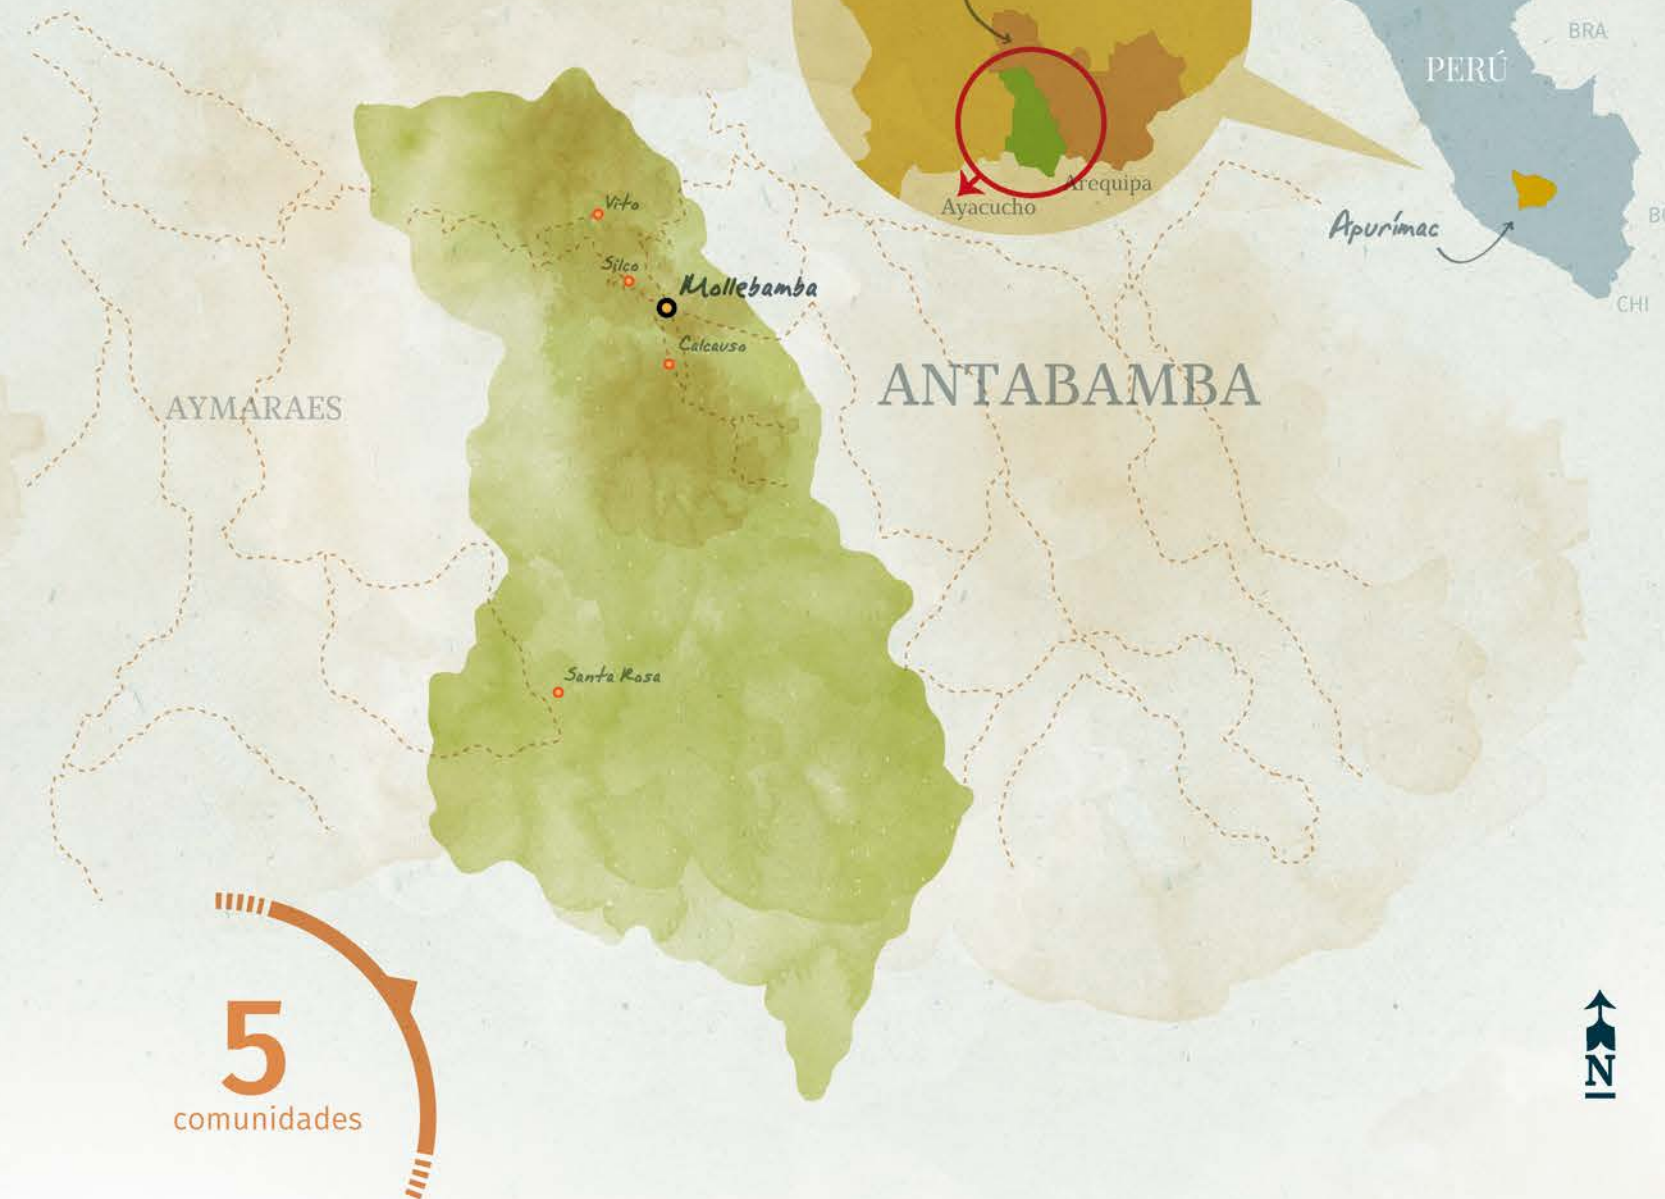 BRA
PERÚ
Arequipa
Ayacucho
Apurímac
CHI
Vito
Silco
Mollebamba
Calcauso
AYMARAES
ANTABAMBA
Santa Rosa
5
comunidades
N